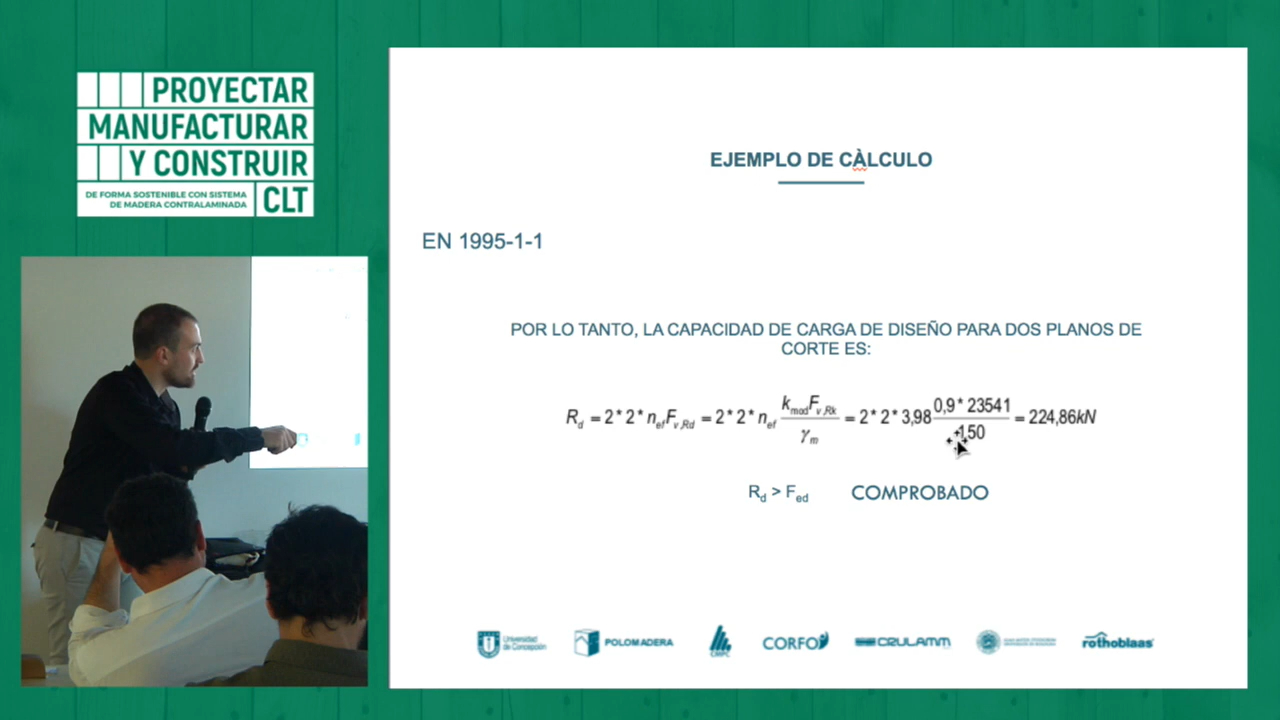 PROYECTAR
MANUFACTURAR
Y CONSTRUIR
DE FORMA SOSTENIBLE CON SISTEMA
DE MADERA CONTRALAMINADA
CLT
EJEMPLO DE CÀLCULO
EN 1995-1-1
POR LO TANTO, LA CAPACIDAD DE CARGA DE DISEÑO PARA DOS PLANOS DE
CORTE ES:
R_d = 2 * 2 * n_ef F_v,Rd = 2 * 2 * n_ef k_mod F_v,Rk / γ_m = 2 * 2 * 3,98 0,9 * 23541 / 1,50 = 224,86kN
R_d > F_ed COMPROBADO
Universidad
de Concepción
POLOMADERA
CMPC
CORFO
CRULAMM
rothoblaas